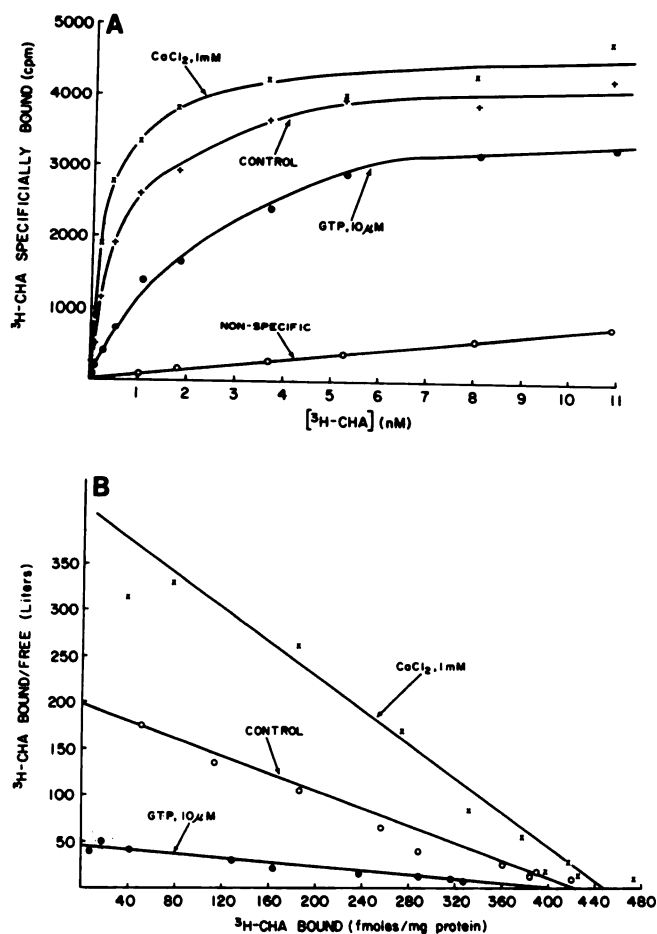 A
5000
4000
3000
2000
1000
³H-CHA SPECIFICIALLY BOUND (cpm)
CaCl₂, 1mM
CONTROL
GTP, 10µM
NON-SPECIFIC
1 2 3 4 5 6 7 8 9 10 11
[³H-CHA] (nM)
B
350
300
250
200
150
100
50
³H-CHA BOUND/FREE (Liters)
CaCl₂, 1mM
CONTROL
GTP, 10µM
40 80 120 160 200 240 280 320 360 400 440 480
³H-CHA BOUND (fmoles/mg protein)